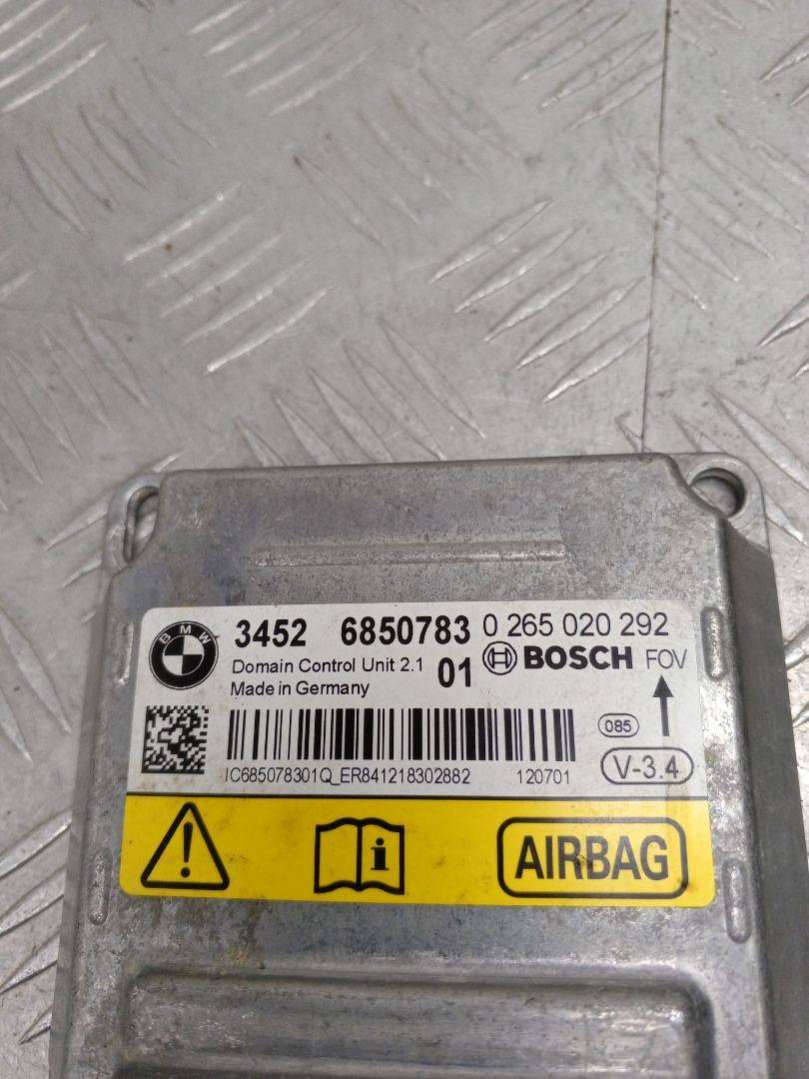 BMW
3452 6850783 0 265 020 292
Domain Control Unit 2.1 01 BOSCH FOV
Made in Germany
085
V-3.4
IC685078301Q_ER841218302882 120701
i
AIRBAG